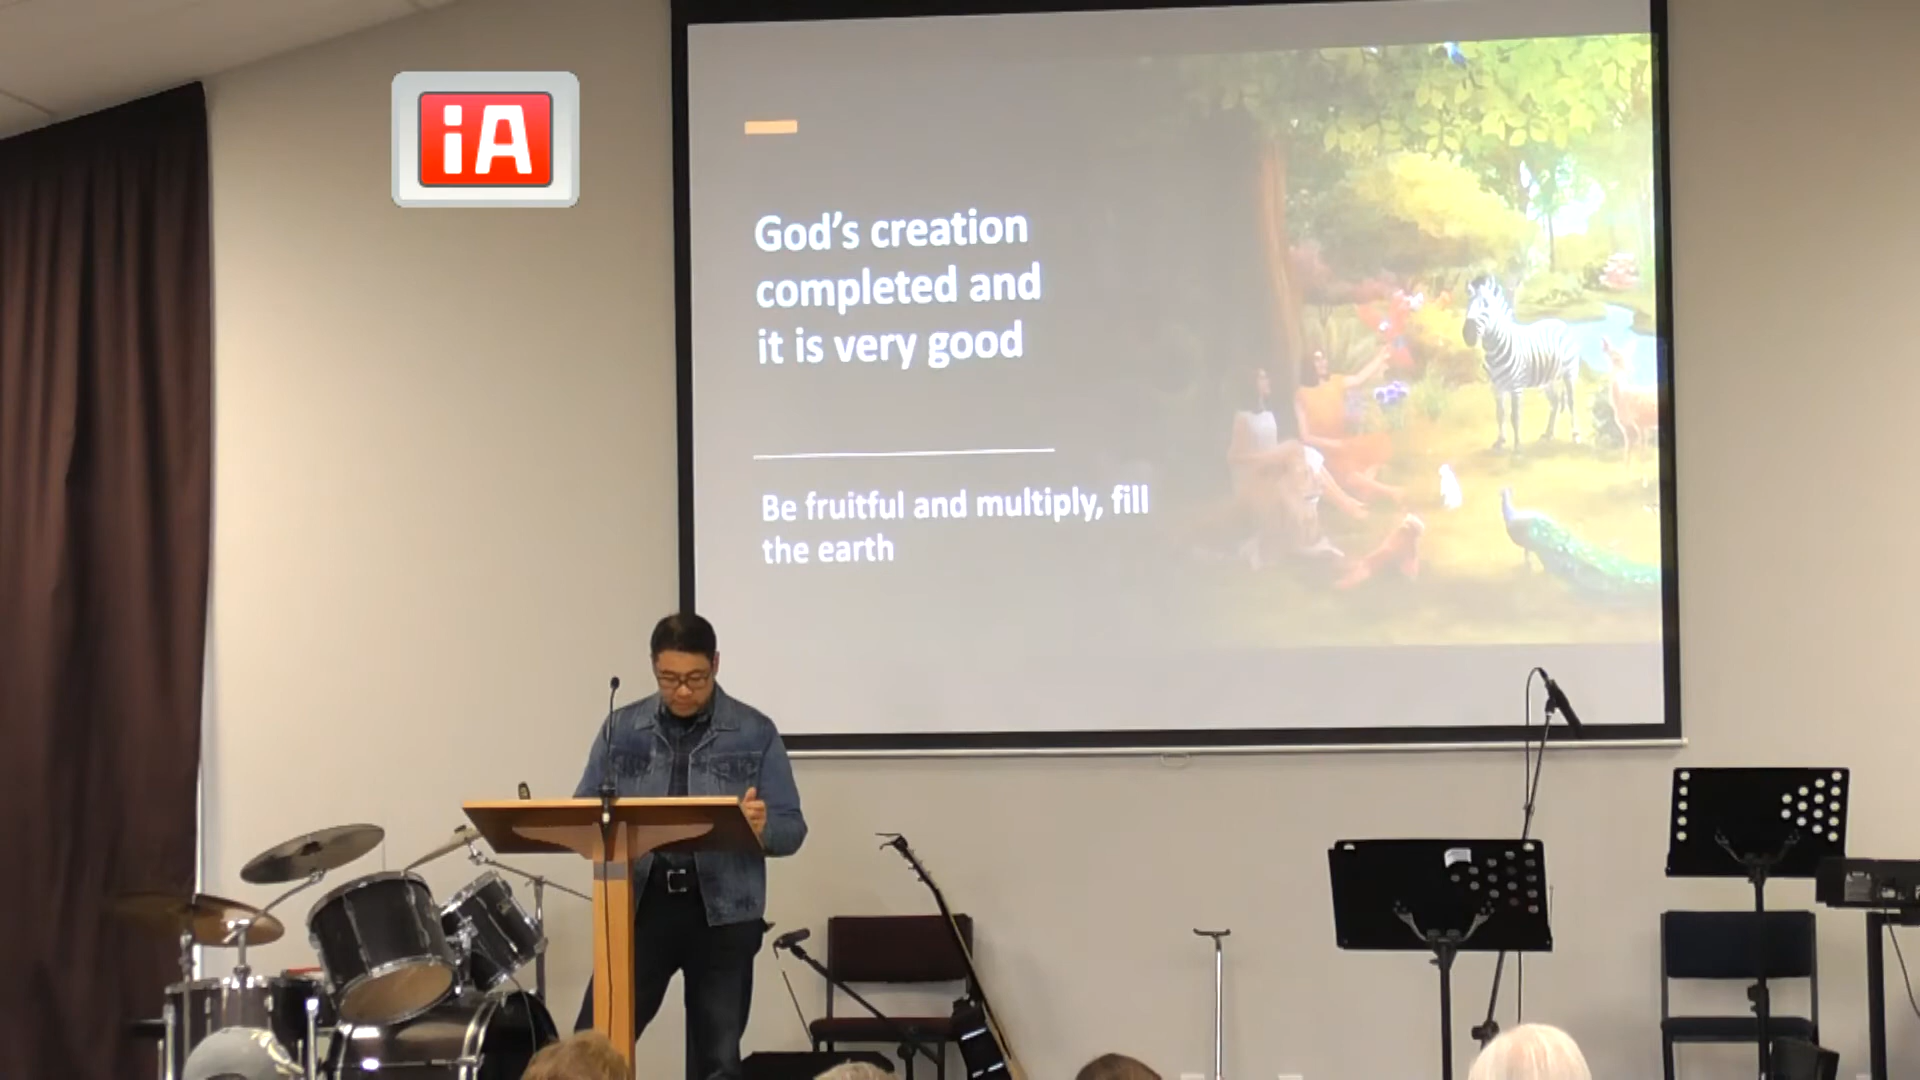 iA
God's creation
completed and
it is very good
Be fruitful and multiply, fill
the earth